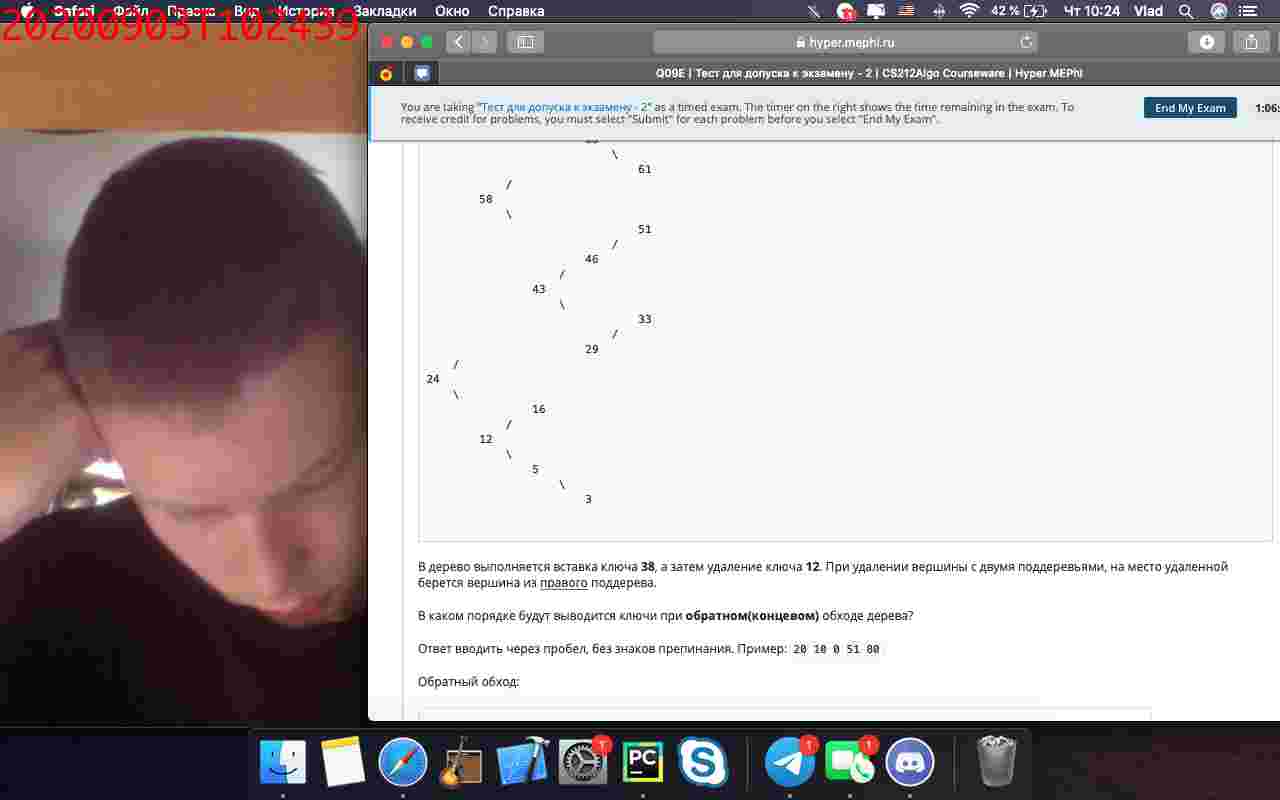 20200903T102439
Safari Файл Правка Вид История Закладки Окно Справка
42 % Чт 10:24 Vlad
hyper.mephi.ru
Q09E | Тест для допуска к экзамену - 2 | CS212Algo Courseware | Hyper.MEPhI
You are taking "Тест для допуска к экзамену - 2" as a timed exam. The timer on the right shows the time remaining in the exam. To
receive credit for problems, you must select "Submit" for each problem before you select "End My Exam".
End My Exam
1:06:
\
61
/
58
\
51
/
46
/
43
\
33
/
29
/
24
\
16
/
12
\
5
\
3
В дерево выполняется вставка ключа 38, а затем удаление ключа 12. При удалении вершины с двумя поддеревьями, на место удаленной
берется вершина из правого поддерева.
В каком порядке будут выводится ключи при обратном(концевом) обходе дерева?
Ответ вводить через пробел, без знаков препинания. Пример: 20 10 0 51 80
Обратный обход:
PC
1
1
1